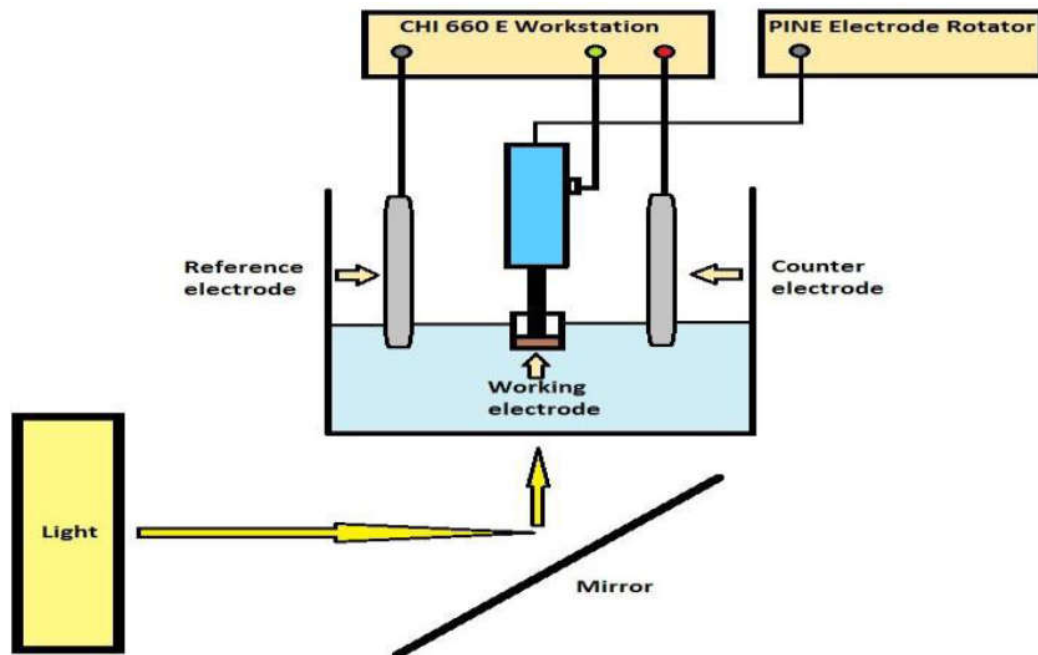 CHI 660 E Workstation
PINE Electrode Rotator
Reference
electrode
Counter
electrode
Working
electrode
Light
Mirror